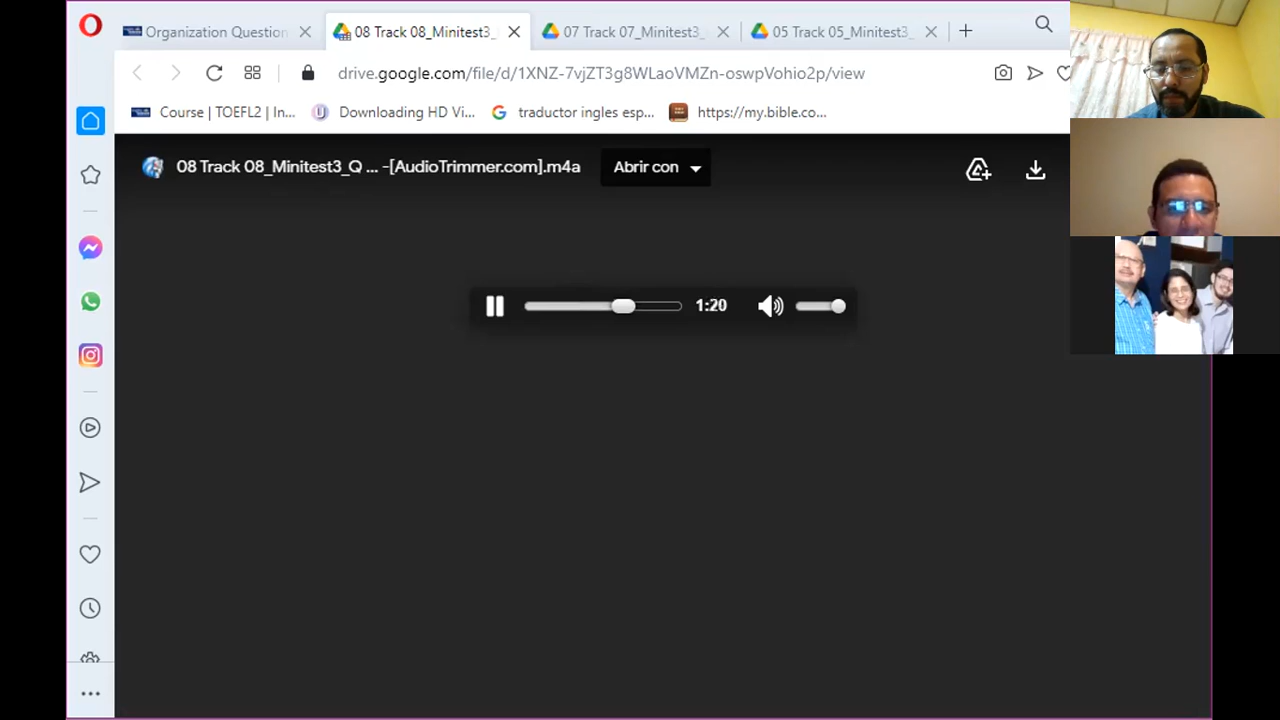 Organization Question
08 Track 08_Minitest3_
07 Track 07_Minitest3_
05 Track 05_Minitest3_
drive.google.com/file/d/1XNZ-7vjZT3g8WLaoVMZn-oswpVohio2p/view
Course | TOEFL2 | In...
Downloading HD Vi...
traductor ingles esp...
https://my.bible.co...
08 Track 08_Minitest3_Q ... -[AudioTrimmer.com].m4a
Abrir con
1:20